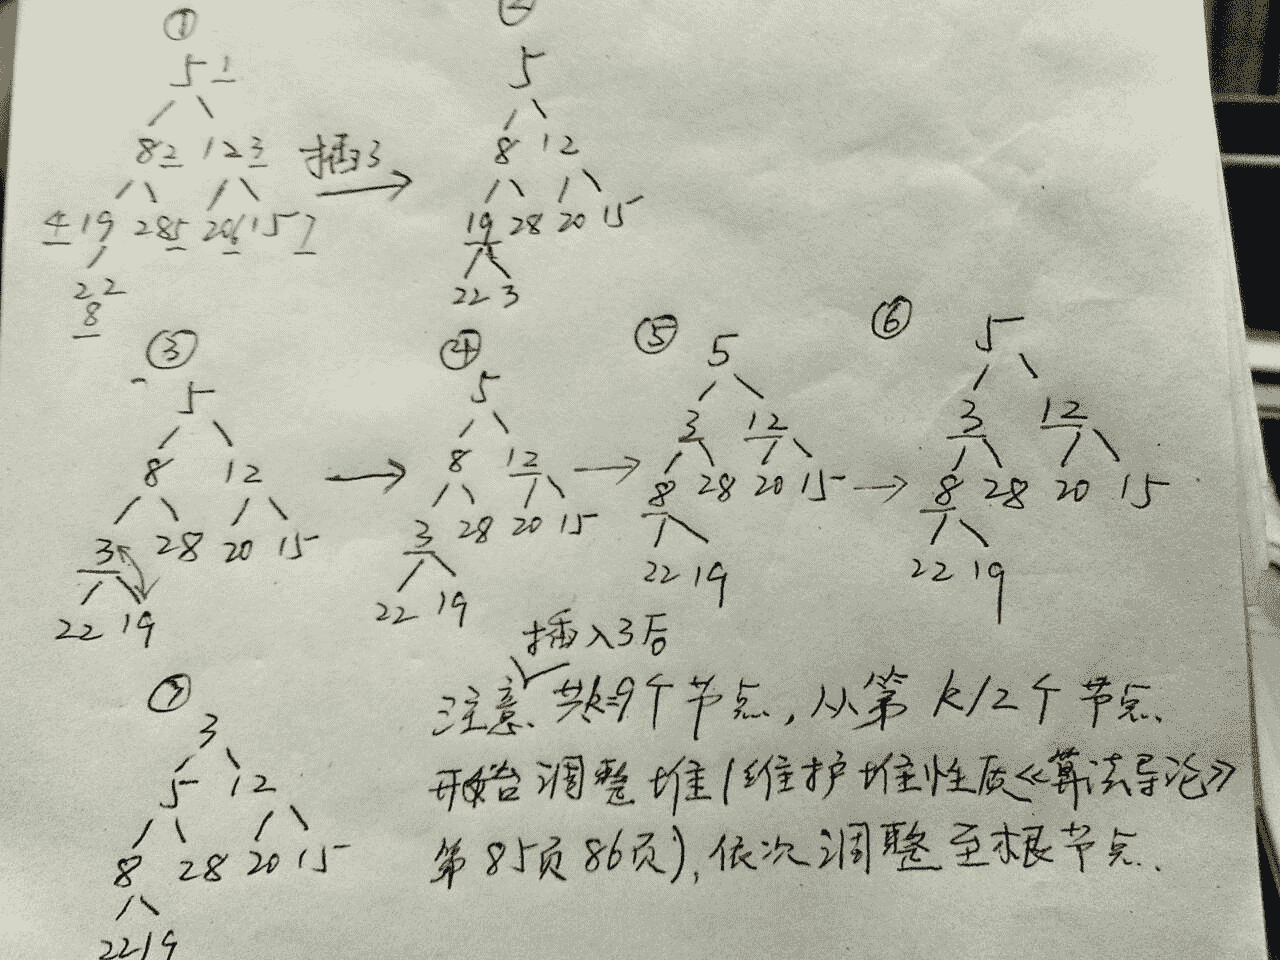 ① ②
5 1 5
8 2 12 3 插3 8 12
4 19 28 5 20 6 15 7 19 28 20 15
22 22 3
8
③ ④ ⑤ ⑥
5 5 5 5
8 12 8 12 3 12 3 12
3 28 20 15 3 28 20 15 8 28 20 15 8 28 20 15
22 19 22 19 22 19 22 19
插入3后
⑦ 注意、共k=9个节点,从第k/2个节点
3
5 12 开始调整堆(维护堆性质《算法导论》
8 28 20 15 第85页86页),依次调整至根节点.
22 19